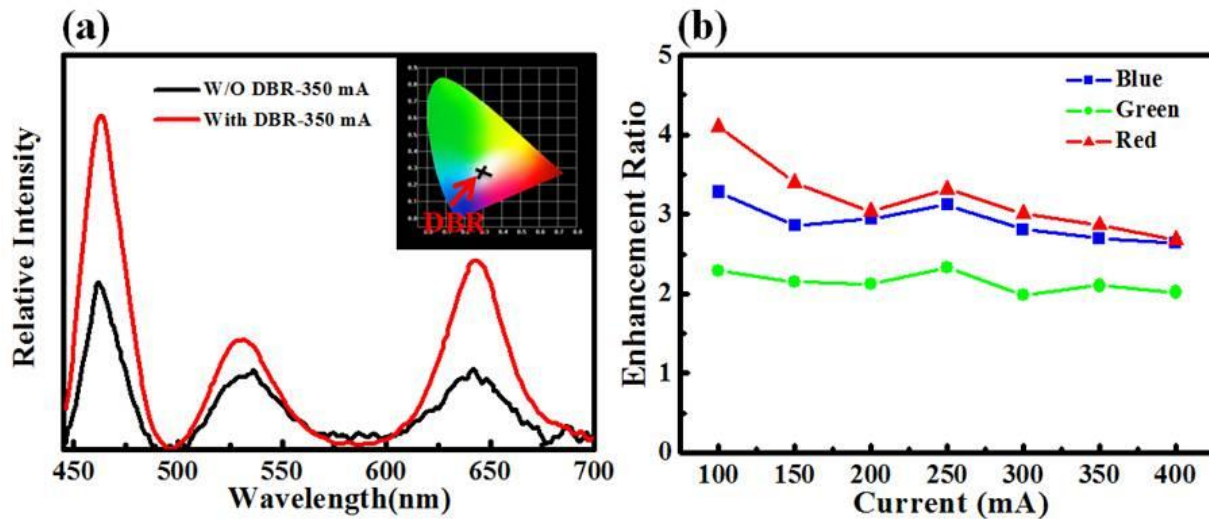 (a)
Relative Intensity
W/O DBR-350 mA
With DBR-350 mA
DBR
450 500 550 600 650 700
Wavelength(nm)
(b)
Enhancement Ratio
5
4
3
2
1
0
Blue
Green
Red
100 150 200 250 300 350 400
Current (mA)